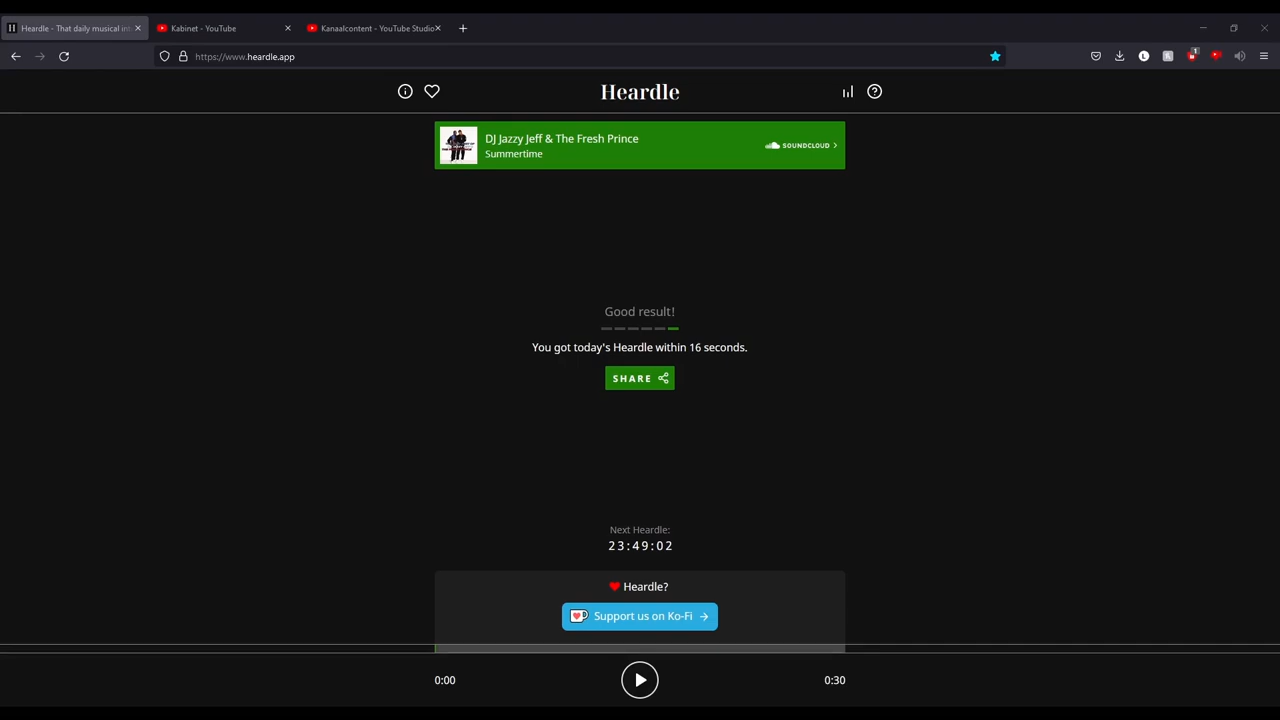 Heardle - That daily musical in
Kabinet - YouTube
Kanaalcontent - YouTube Studio
https://www.heardle.app
1
Heardle
DJ Jazzy Jeff & The Fresh Prince
Summertime
SOUNDCLOUD
Good result!
You got today's Heardle within 16 seconds.
SHARE
Next Heardle:
23:49:02
Heardle?
Support us on Ko-Fi
0:00
0:30